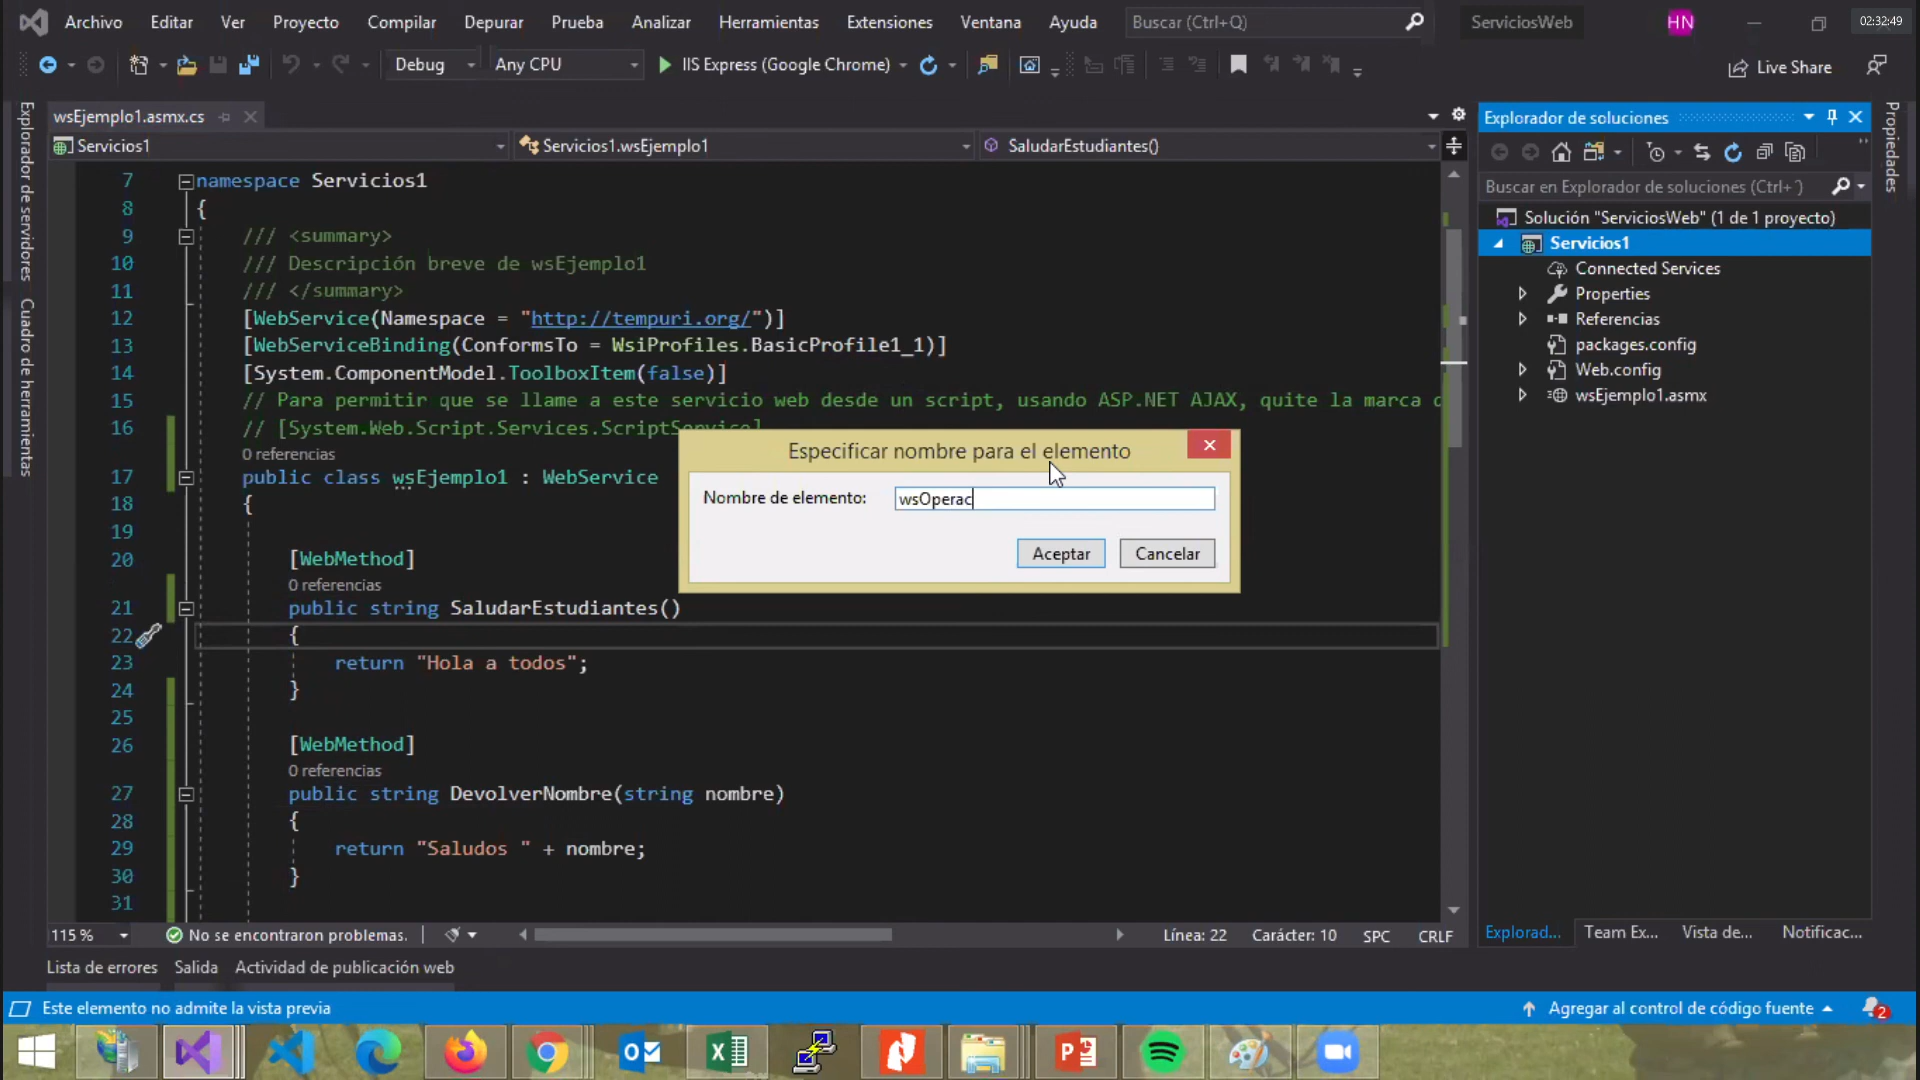 Archivo Editar Ver Proyecto Compilar Depurar Prueba Analizar Herramientas Extensiones Ventana Ayuda Buscar (Ctrl+Q) ServiciosWeb HN 02:32:49
Debug Any CPU IIS Express (Google Chrome) Live Share
Explorador de servidores
Cuadro de herramientas
wsEjemplo1.asmx.cs
Servicios1 Servicios1.wsEjemplo1 SaludarEstudiantes()
7 namespace Servicios1
8 {
9 /// <summary>
10 /// Descripción breve de wsEjemplo1
11 /// </summary>
12 [WebService(Namespace = "http://tempuri.org/")]
13 [WebServiceBinding(ConformsTo = WsiProfiles.BasicProfile1_1)]
14 [System.ComponentModel.ToolboxItem(false)]
15 // Para permitir que se llame a este servicio web desde un script, usando ASP.NET AJAX, quite la marca
16 // [System.Web.Script.Services.ScriptService]
0 referencias
17 public class wsEjemplo1 : WebService
18 {
19
20 [WebMethod]
0 referencias
21 public string SaludarEstudiantes()
22 {
23 return "Hola a todos";
24 }
25
26 [WebMethod]
0 referencias
27 public string DevolverNombre(string nombre)
28 {
29 return "Saludos " + nombre;
30 }
31
Especificar nombre para el elemento
Nombre de elemento: wsOperac
Aceptar Cancelar
115 % No se encontraron problemas. Línea: 22 Carácter: 10 SPC CRLF
Lista de errores Salida Actividad de publicación web
Explorador de soluciones
Buscar en Explorador de soluciones (Ctrl+´)
Solución "ServiciosWeb" (1 de 1 proyecto)
Servicios1
Connected Services
Properties
Referencias
packages.config
Web.config
wsEjemplo1.asmx
Explorad... Team Ex... Vista de... Notificac...
Propiedades
Este elemento no admite la vista previa Agregar al control de código fuente 2